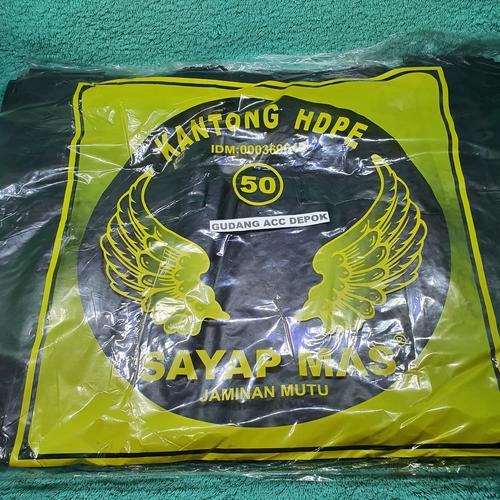 KANTONG HDPE
50
GUDANG ACC DEPOK
SAYAP MAS®
JAMINAN MUTU